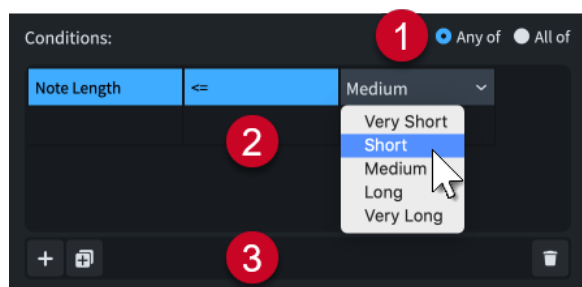 Conditions:
1
Any of
All of
Note Length
<=
Medium
Very Short
Short
Medium
Long
Very Long
2
+
3